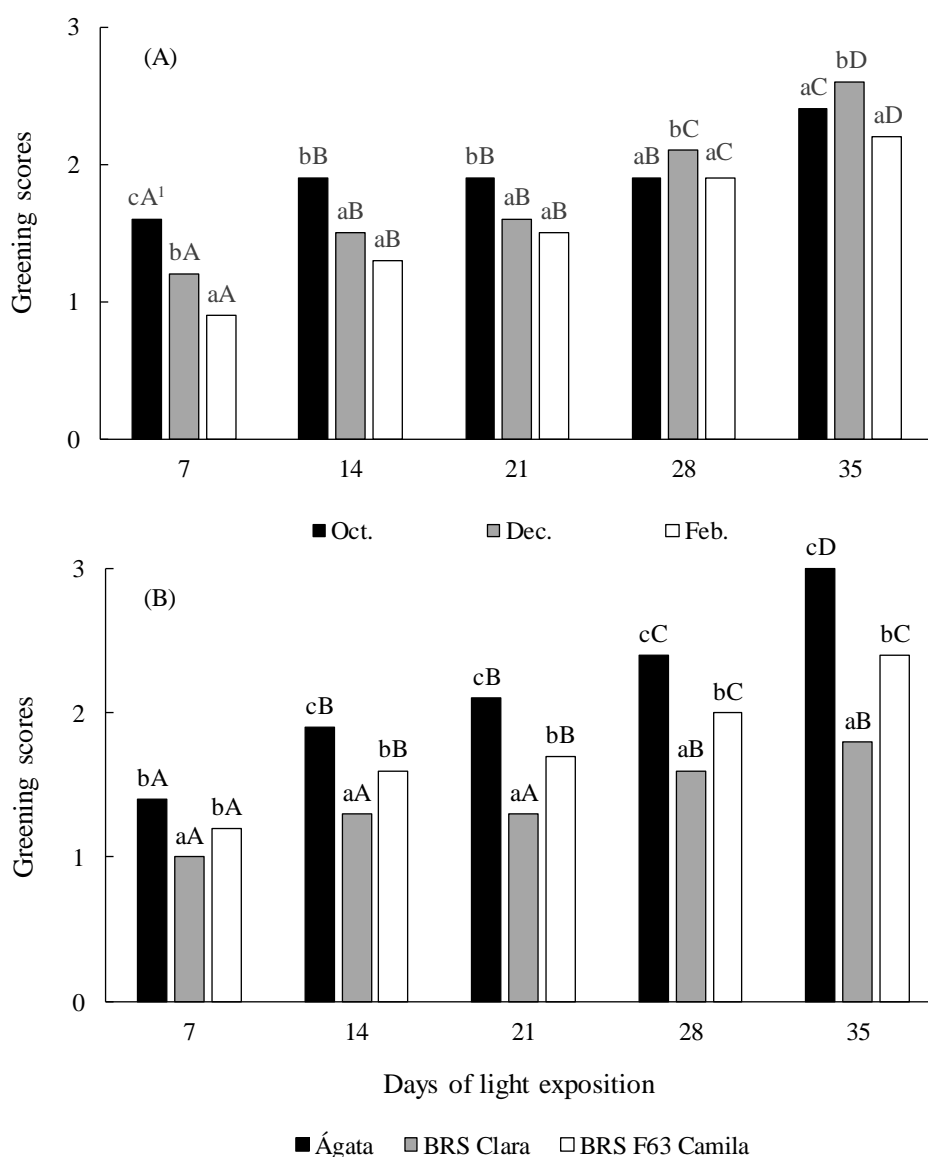 3
(A)
bD
aC
aD
bC
bB
bB
aB
aC
2
cA¹
aB
aB
aB
aB
bA
1
aA
0
Greening scores
7 14 21 28 35
Oct. Dec. Feb.
cD
3
(B)
cC
bC
cB
bC
2
cB
bB
aB
bB
aB
bA
aA
aA
bA
aA
1
0
Greening scores
7 14 21 28 35
Days of light exposition
Ágata BRS Clara BRS F63 Camila